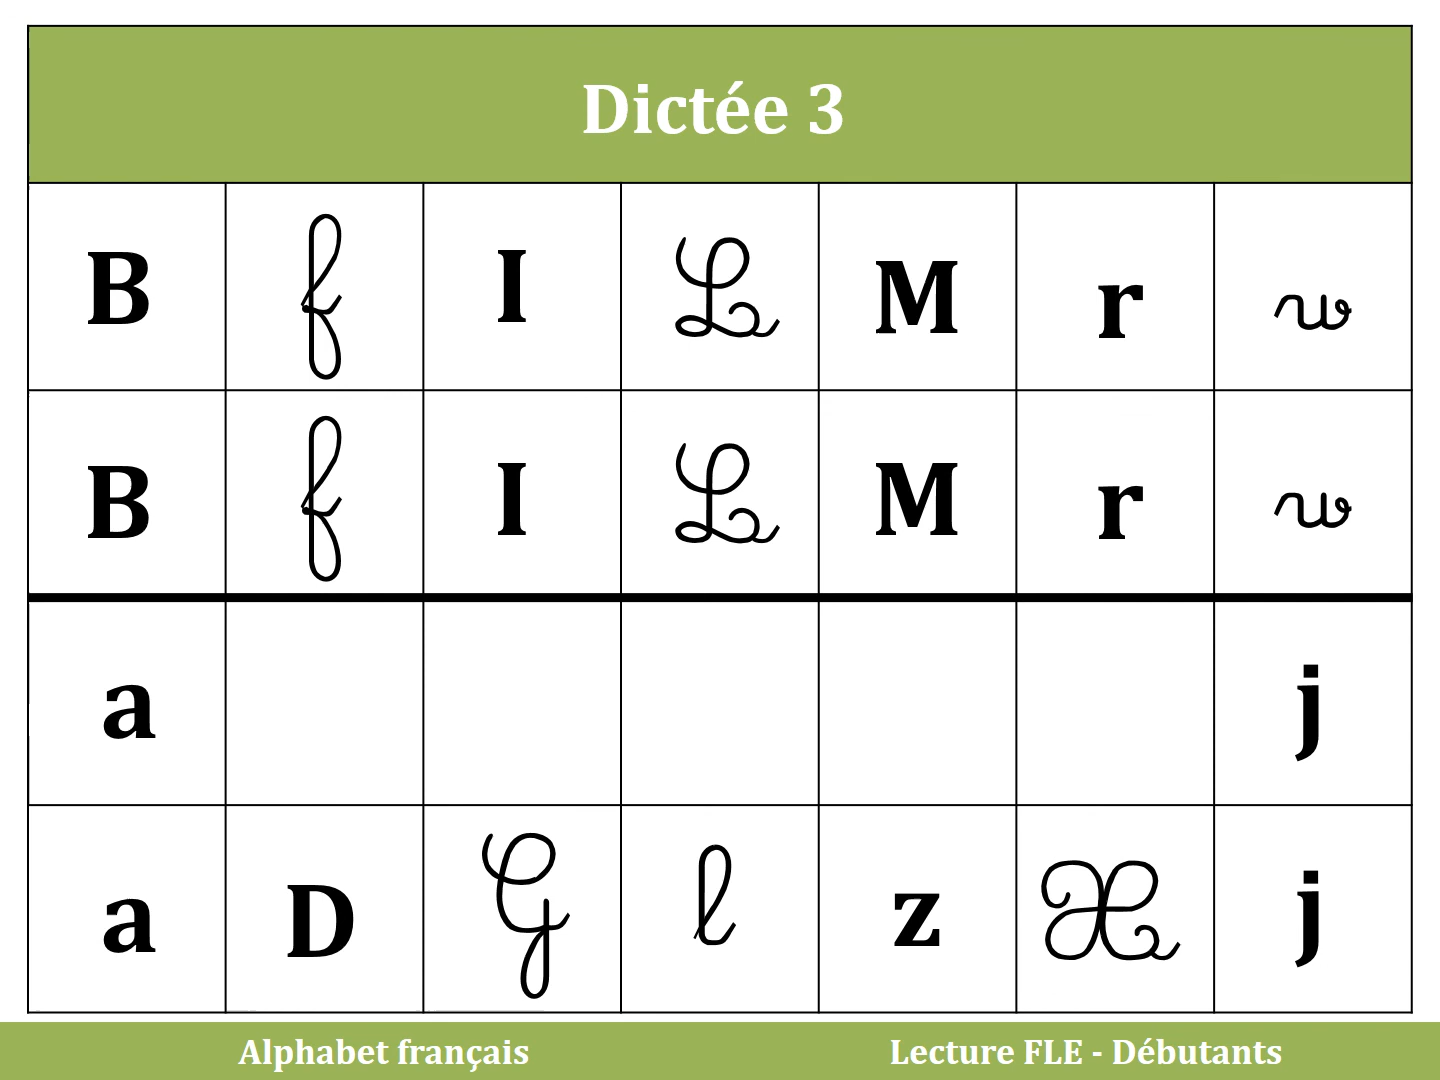 Dictée 3
B f I L M r w
B f I L M r w
a j
a D G l z H j
Alphabet français
Lecture FLE - Débutants